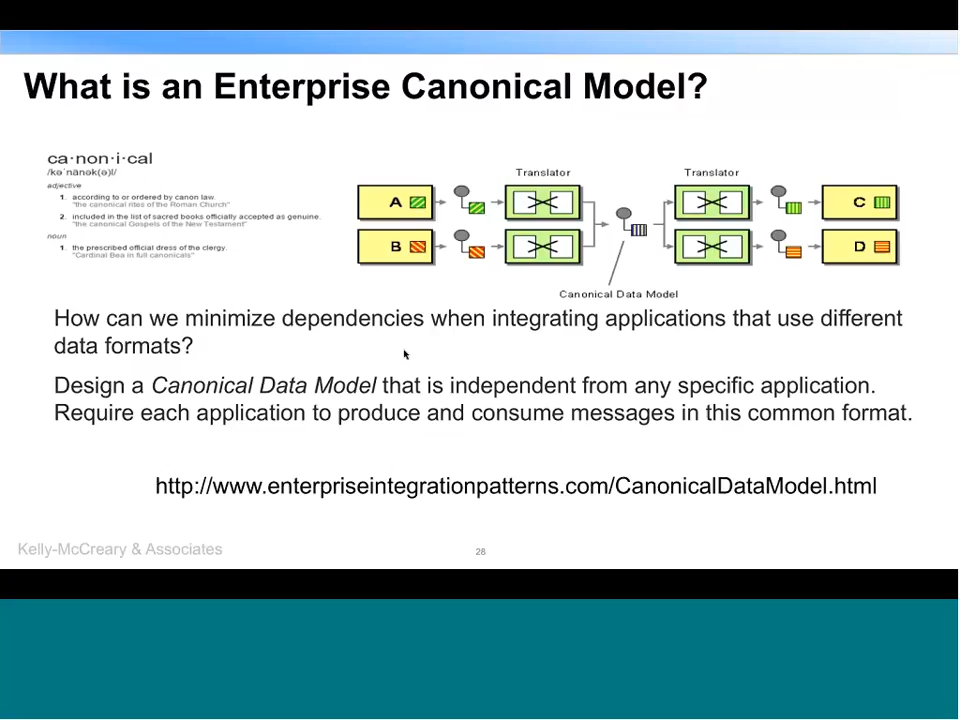 What is an Enterprise Canonical Model?
ca·non·i·cal
/kəˈnänək(ə)l/
adjective
1. according to or ordered by canon law.
"the canonical rites of the Roman Church"
2. included in the list of sacred books officially accepted as genuine.
"the canonical Gospels of the New Testament"
noun
1. the prescribed official dress of the clergy.
"Cardinal Bea in full canonicals"
Translator
Translator
A
C
B
D
Canonical Data Model
How can we minimize dependencies when integrating applications that use different
data formats?
Design a Canonical Data Model that is independent from any specific application.
Require each application to produce and consume messages in this common format.
http://www.enterpriseintegrationpatterns.com/CanonicalDataModel.html
Kelly-McCreary & Associates
28